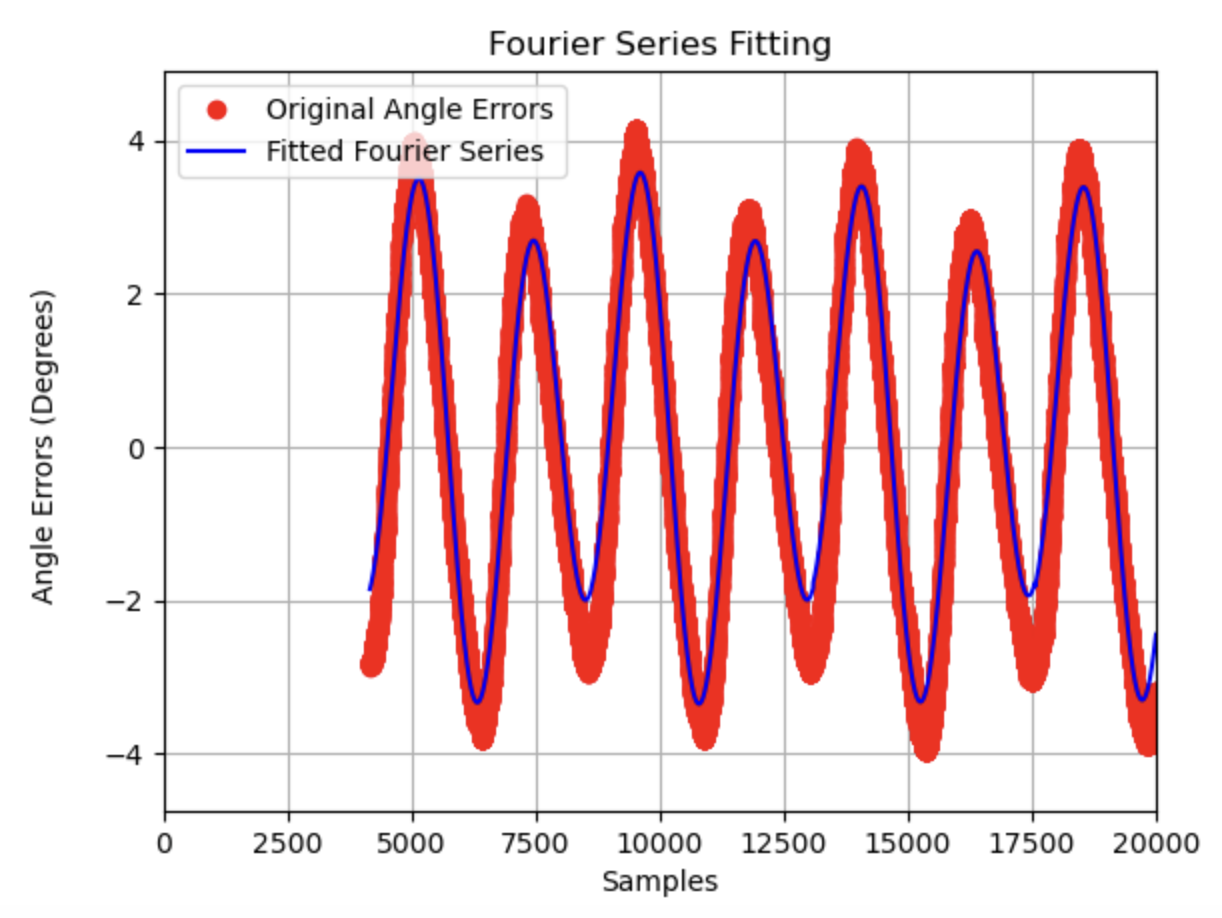 Fourier Series Fitting
Original Angle Errors
Fitted Fourier Series
Angle Errors (Degrees)
4
2
0
−2
−4
0 2500 5000 7500 10000 12500 15000 17500 20000
Samples